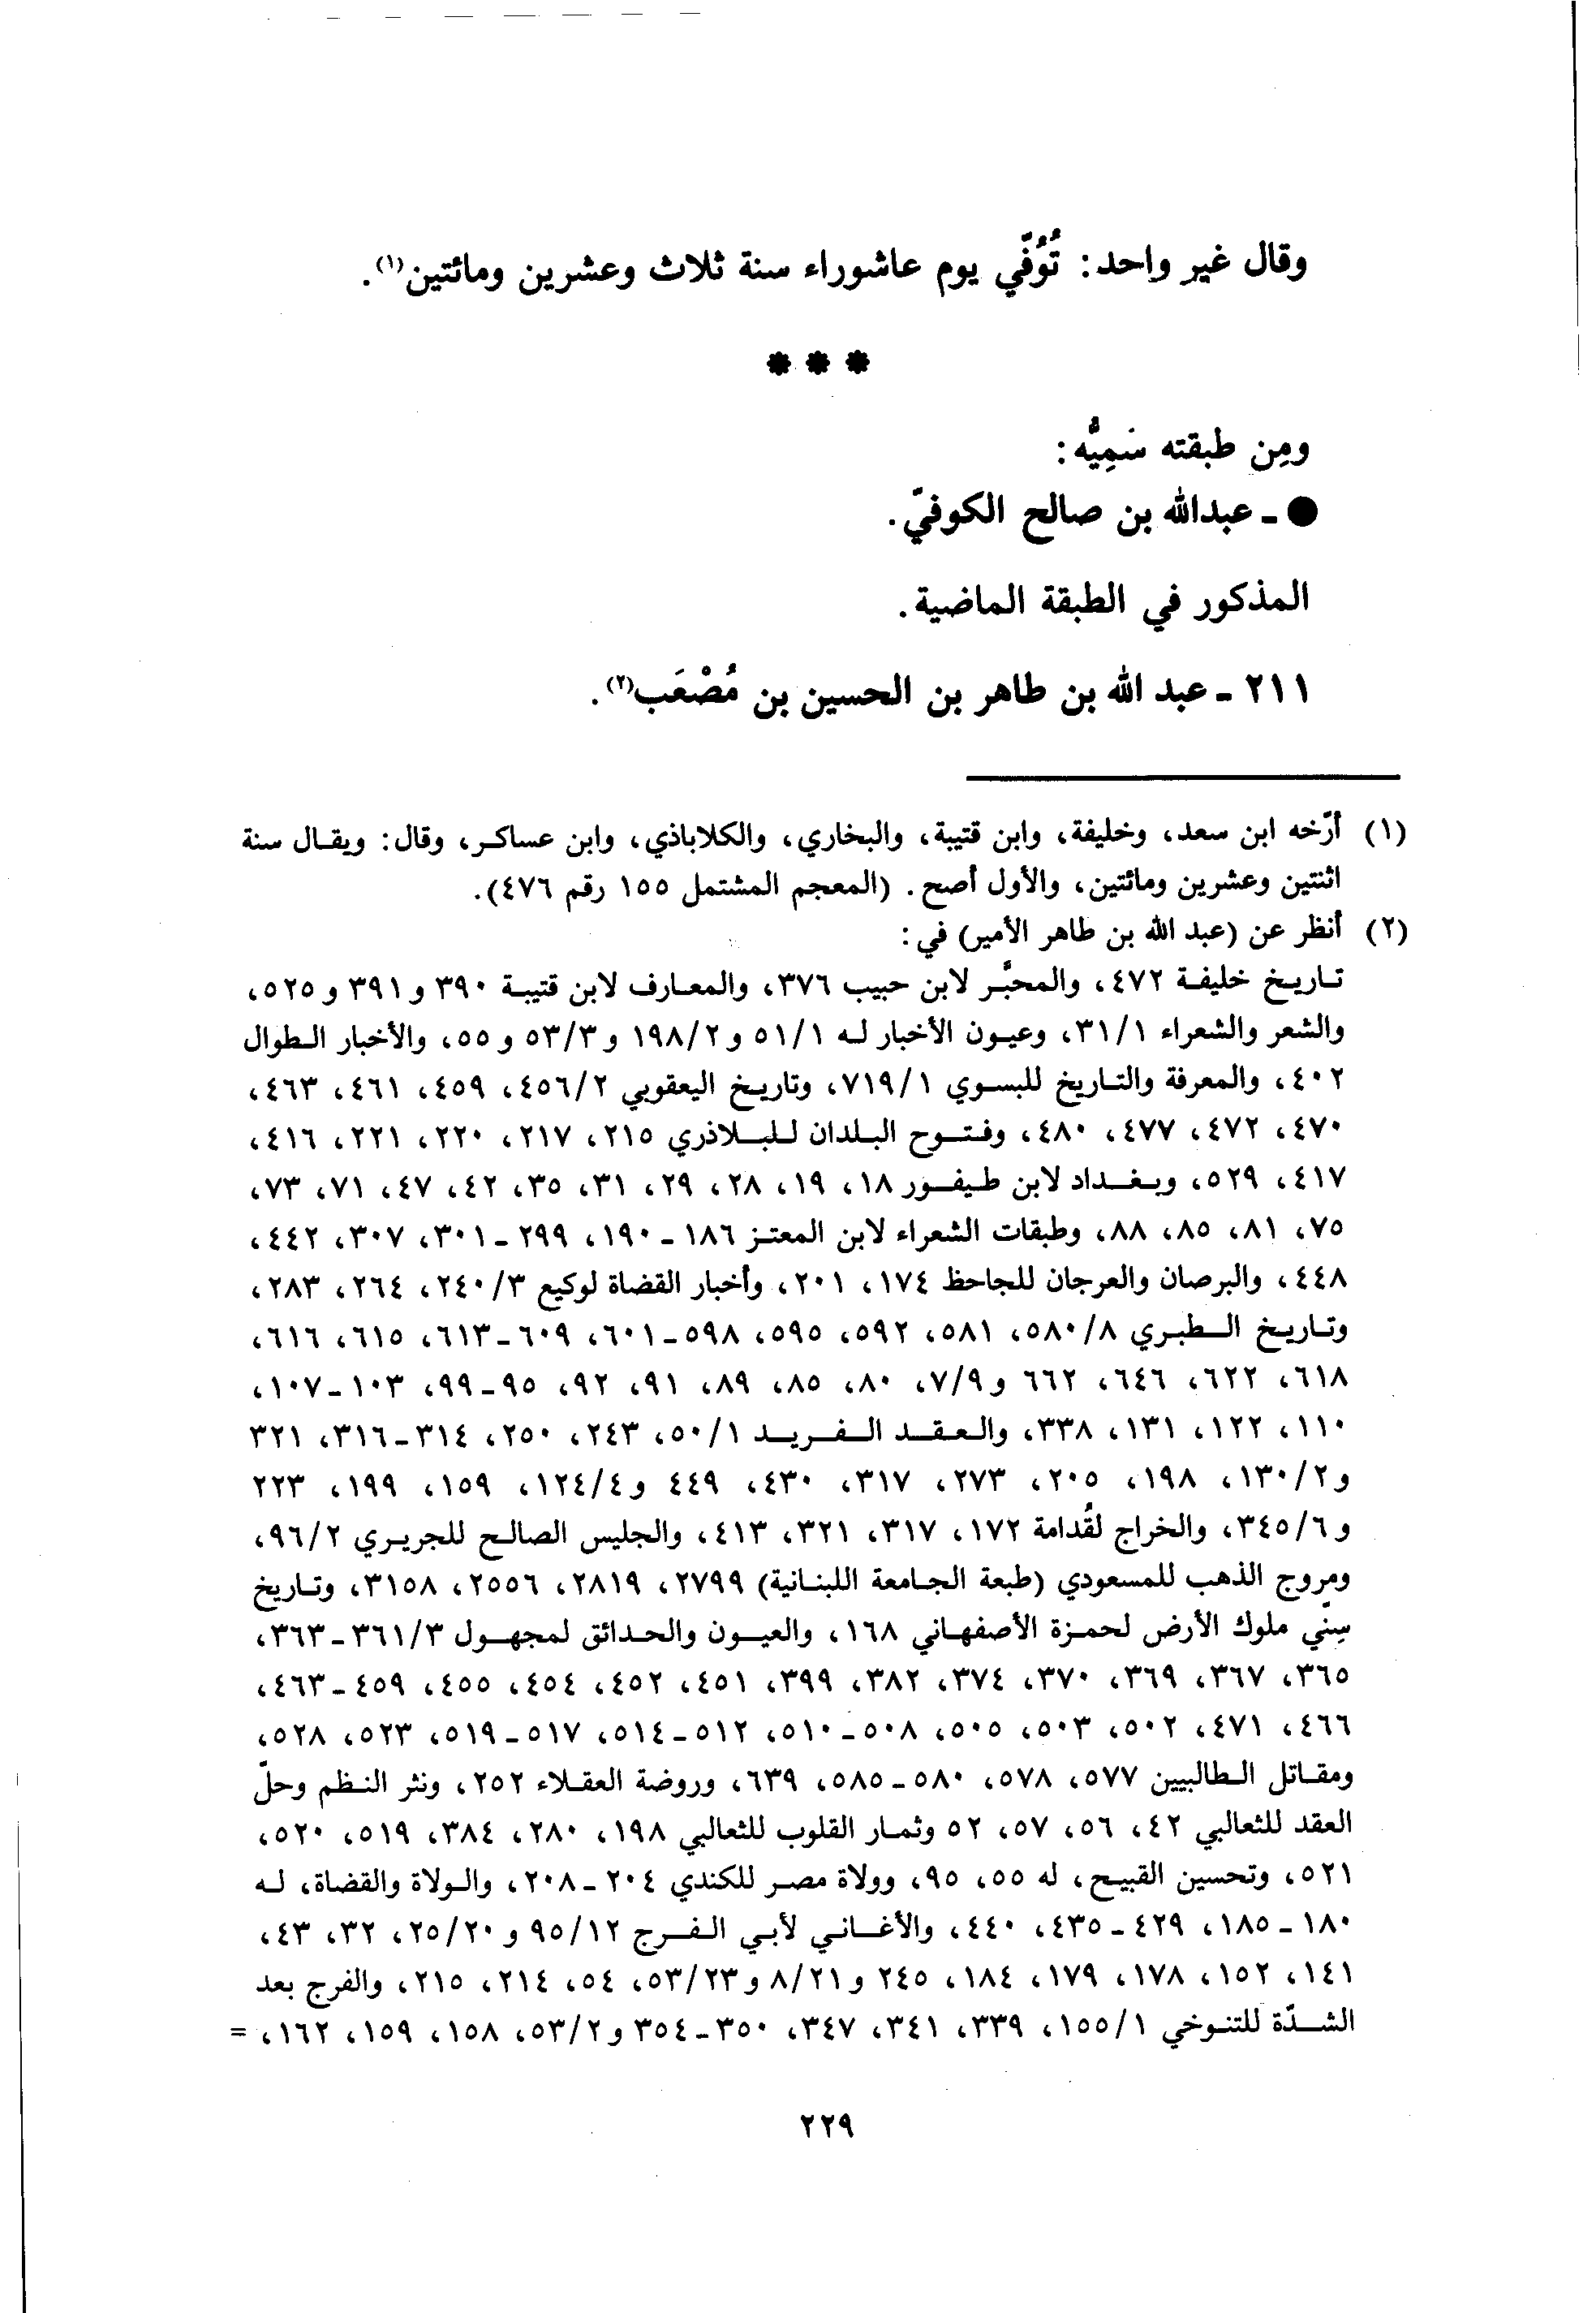 وقال غير واحد: تُوُفّي يوم عاشوراء سنة ثلاث وعشرين ومائتين(١).
* * *
ومِن طبقته سَمِيُّه:
● - عبدالله بن صالح الكوفيّ.
المذكور في الطبقة الماضية.
٢١١ - عبد الله بن طاهر بن الحسين بن مُصْعَب(٢).
(١) أرّخه ابن سعد، وخليفة، وابن قتيبة، والبخاري، والكلاباذي، وابن عساكر، وقال: ويقال سنة
اثنتين وعشرين ومائتين، والأول أصح. (المعجم المشتمل ١٥٥ رقم ٤٧٦).
(٢) أنظر عن (عبد الله بن طاهر الأمير) في:
تاريخ خليفة ٤٧٢، والمحبَّر لابن حبيب ٣٧٦، والمعارف لابن قتيبة ٣٩٠ و٣٩١ و٥٢٥،
والشعر والشعراء ٣١/١، وعيون الأخبار له ٥١/١ و١٩٨/٢ و٥٣/٣ و٥٥، والأخبار الطوال
٤٠٢، والمعرفة والتاريخ للبسوي ٧١٩/١، وتاريخ اليعقوبي ٤٥٦/٢، ٤٥٩، ٤٦١، ٤٦٣،
٤٧٠، ٤٧٢، ٤٧٧، ٤٨٠، وفتوح البلدان للبلاذري ٢١٥، ٢١٧، ٢٢٠، ٢٢١، ٤١٦،
٤١٧، ٥٢٩، وبغداد لابن طيفور ١٨، ١٩، ٢٨، ٢٩، ٣١، ٣٥، ٤٢، ٤٧، ٧١، ٧٣،
٧٥، ٨١، ٨٥، ٨٨، وطبقات الشعراء لابن المعتز ١٨٦ - ١٩٠، ٢٩٩ - ٣٠١، ٣٠٧، ٤٤٢،
٤٤٨، والبرصان والعرجان للجاحظ ١٧٤، ٢٠١، وأخبار القضاة لوكيع ٢٤٠/٣، ٢٦٤، ٢٨٣،
وتاريخ الطبري ٥٨٠/٨، ٥٨١، ٥٩٢، ٥٩٥، ٥٩٨ - ٦٠١، ٦٠٩ - ٦١٣، ٦١٥، ٦١٦،
٦١٨، ٦٢٢، ٦٤٦، ٦٦٢ و٧/٩، ٨٠، ٨٥، ٨٩، ٩١، ٩٢، ٩٥ - ٩٩، ١٠٣ - ١٠٧،
١١٠، ١٢٢، ١٣١، ٣٣٨، والعقد الفريد ٥٠/١، ٢٤٣، ٢٥٠، ٣١٤ - ٣١٦، ٣٢١
و١٣٠/٢، ١٩٨، ٢٠٥، ٢٧٣، ٣١٧، ٤٣٠، ٤٤٩ و١٢٤/٤، ١٥٩، ١٩٩، ٢٢٣
و٣٤٥/٦، والخراج لقُدامة ١٧٢، ٣١٧، ٣٢١، ٤١٣، والجليس الصالح للجريري ٩٦/٢،
ومروج الذهب للمسعودي (طبعة الجامعة اللبنانية) ٢٧٩٩، ٢٨١٩، ٢٥٥٦، ٣١٥٨، وتاريخ
سِنّي ملوك الأرض لحمزة الأصفهاني ١٦٨، والعيون والحدائق لمجهول ٣٦١/٣ - ٣٦٣،
٣٦٥، ٣٦٧، ٣٦٩، ٣٧٠، ٣٧٤، ٣٨٢، ٣٩٩، ٤٥١، ٤٥٢، ٤٥٤، ٤٥٥، ٤٥٩ - ٤٦٣،
٤٦٦، ٤٧١، ٥٠٢، ٥٠٣، ٥٠٥، ٥٠٨ - ٥١٠، ٥١٢ - ٥١٤، ٥١٧ - ٥١٩، ٥٢٣، ٥٢٨،
ومقاتل الطالبيين ٥٧٧، ٥٧٨، ٥٨٠ - ٥٨٥، ٦٣٩، وروضة العقلاء ٢٥٢، ونثر النظم وحلّ
العقد للثعالبي ٤٢، ٥٦، ٥٧، ٥٢ وثمار القلوب للثعالبي ١٩٨، ٢٨٠، ٣٨٤، ٥١٩، ٥٢٠،
٥٢١، وتحسين القبيح، له ٥٥، ٩٥، وولاة مصر للكندي ٢٠٤ - ٢٠٨، والولاة والقضاة، له
١٨٠ - ١٨٥، ٤٢٩ - ٤٣٥، ٤٤٠، والأغاني لأبي الفرج ٩٥/١٢ و٢٥/٢٠، ٣٢، ٤٣،
١٤١، ١٥٢، ١٧٨، ١٧٩، ١٨٤، ٢٤٥ و٨/٢١ و٥٣/٢٣، ٥٤، ٢١٤، ٢١٥، والفرج بعد
الشدّة للتنوخي ١٥٥/١، ٣٣٩، ٣٤١، ٣٤٧، ٣٥٠ - ٣٥٤ و٥٣/٢، ١٥٨، ١٥٩، ١٦٢، =
٢٢٩